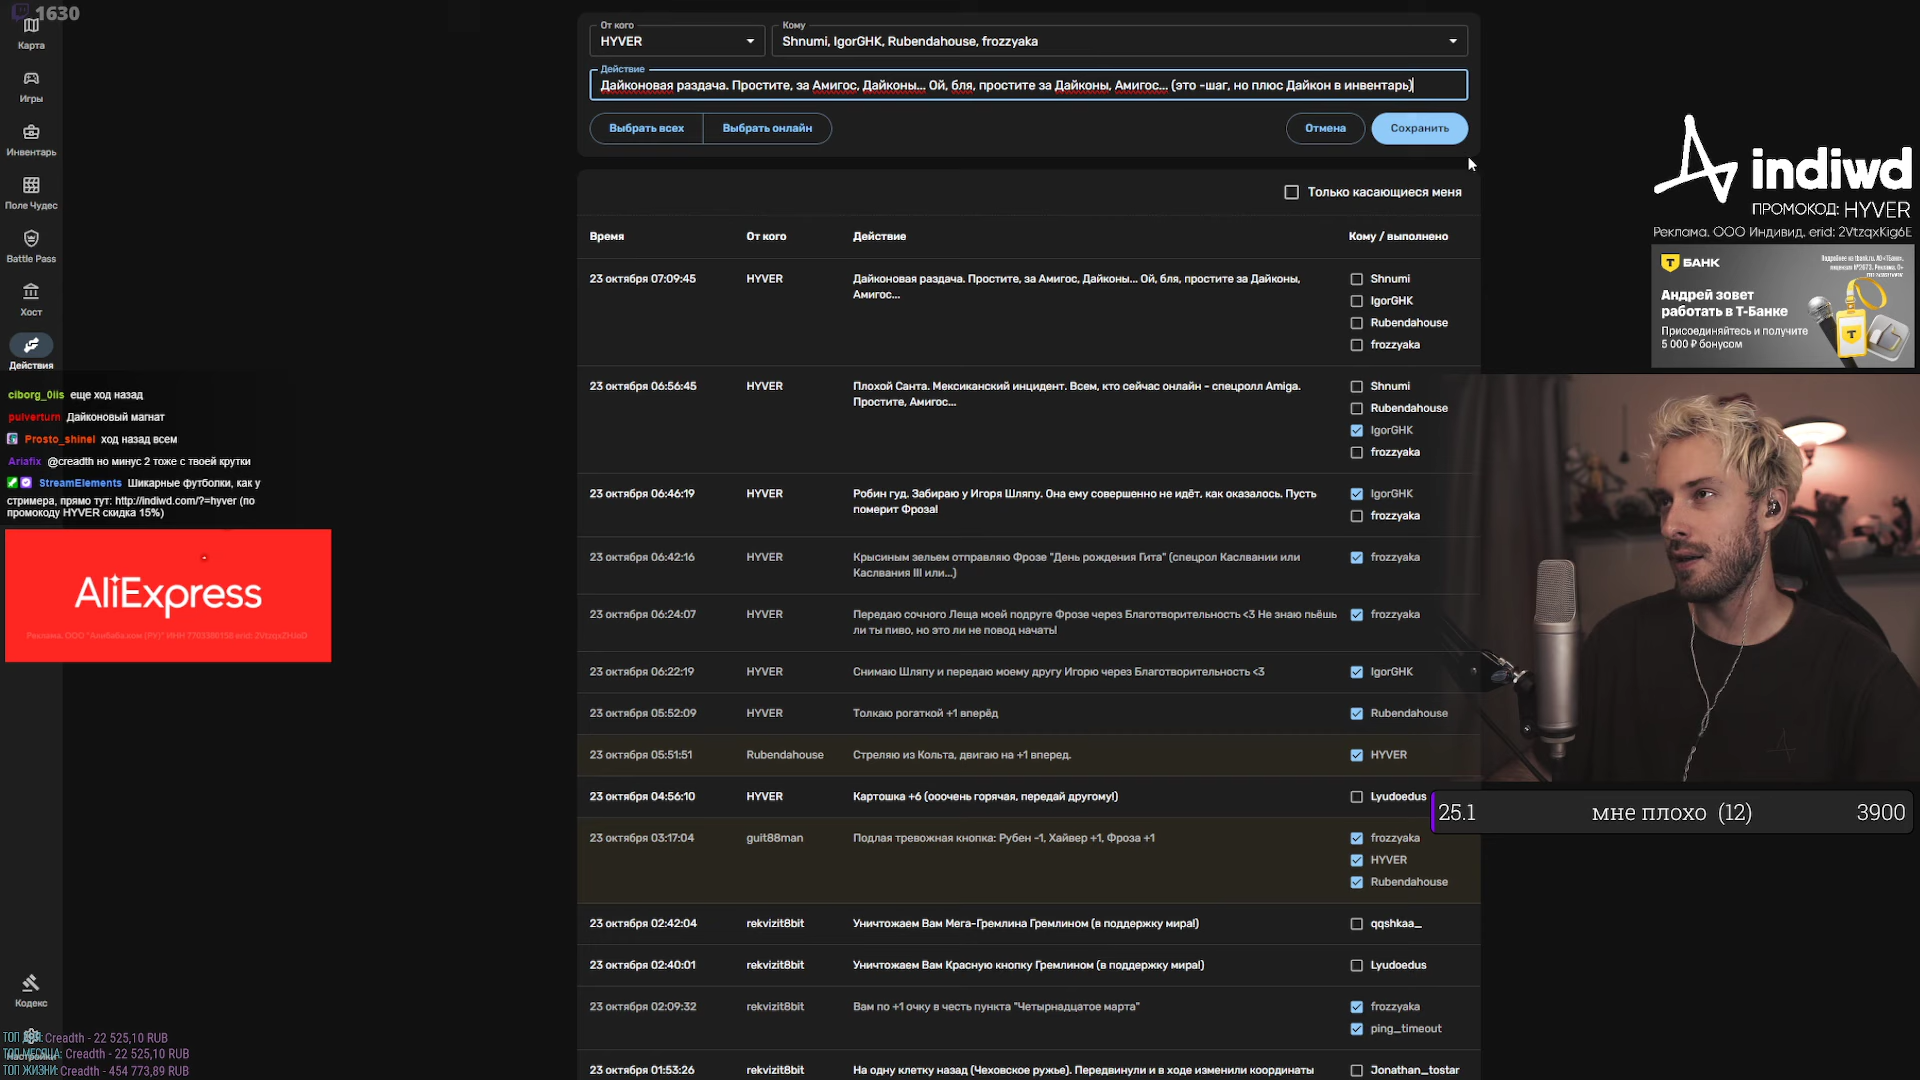 1630
Карта
Игры
Инвентарь
Поле Чудес
Battle Pass
Хост
Действия
От кого
HYVER
Кому
Shnumi, IgorGHK, Rubendahouse, frozzyaka
Действие
Дайконовая раздача. Простите, за Амигос, Дайконы... Ой, бля, простите за Дайконы, Амигос... (это -шаг, но плюс Дайкон в инвентарь)
Выбрать всех
Выбрать онлайн
Отмена
Сохранить
Только касающиеся меня
Время От кого Действие Кому / выполнено
23 октября 07:09:45 HYVER Дайконовая раздача. Простите, за Амигос, Дайконы... Ой, бля, простите за Дайконы, Shnumi
Амигос...
IgorGHK
Rubendahouse
frozzyaka
23 октября 06:56:45 HYVER Плохой Санта. Мексиканский инцидент. Всем, кто сейчас онлайн - спецролл Amiga. Shnumi
Простите, Амигос...
Rubendahouse
IgorGHK
frozzyaka
23 октября 06:46:19 HYVER Робин гуд. Забираю у Игоря Шляпу. Она ему совершенно не идёт, как оказалось. Пусть IgorGHK
померит Фроза!
frozzyaka
23 октября 06:42:16 HYVER Крысиным зельем отправляю Фрозе "День рождения Гита" (спецрол Каслвании или frozzyaka
Каслвания III или...)
23 октября 06:24:07 HYVER Передаю сочного Леща моей подруге Фрозе через Благотворительность <3 Не знаю пьёшь frozzyaka
ли ты пиво, но это ли не повод начать!
23 октября 06:22:19 HYVER Снимаю Шляпу и передаю моему другу Игорю через Благотворительность <3 IgorGHK
23 октября 05:52:09 HYVER Толкаю рогаткой +1 вперёд Rubendahouse
23 октября 05:51:51 Rubendahouse Стреляю из Кольта, двигаю на +1 вперед. HYVER
23 октября 04:56:10 HYVER Картошка +6 (ооочень горячая, передай другому!) Lyudoedus
23 октября 03:17:04 guit88man Подлая тревожная кнопка: Рубен -1, Хайвер +1, Фроза +1 frozzyaka
HYVER
Rubendahouse
23 октября 02:42:04 rekvizit8bit Уничтожаем Вам Мега-Гремлина Гремлином (в поддержку мира!) qqshkaa_
23 октября 02:40:01 rekvizit8bit Уничтожаем Вам Красную кнопку Гремлином (в поддержку мира!) Lyudoedus
23 октября 02:09:32 rekvizit8bit Вам по +1 очку в честь пункта "Четырнадцатое марта" frozzyaka
ping_timeout
23 октября 01:53:26 rekvizit8bit На одну клетку назад (Чеховское ружье). Передвинули и в ходе изменили координаты Jonathan_tostar
ciborg_0iis еще ход назад
pulverturn Дайконовый магнат
Prosto_shinel ход назад всем
Ariafix @creadth но минус 2 тоже с твоей крутки
StreamElements Шикарные футболки, как у
стримера, прямо тут: http://indiwd.com/?=hyver (по
промокоду HYVER скидка 15%)
AliExpress
Кодекс
Настройки
ТОП ДНЯ: Creadth - 22 525,10 RUB
ТОП МЕСЯЦА: Creadth - 22 525,10 RUB
ТОП ЖИЗНИ: Creadth - 454 773,89 RUB
indiwd
ПРОМОКОД: HYVER
Реклама. ООО Индивид. erid: 2VtzqxKig6E
Т БАНК
Андрей зовет
работать в Т-Банке
Присоединяйтесь и получите
5 000 ₽ бонусом
25.1 мне плохо (12) 3900